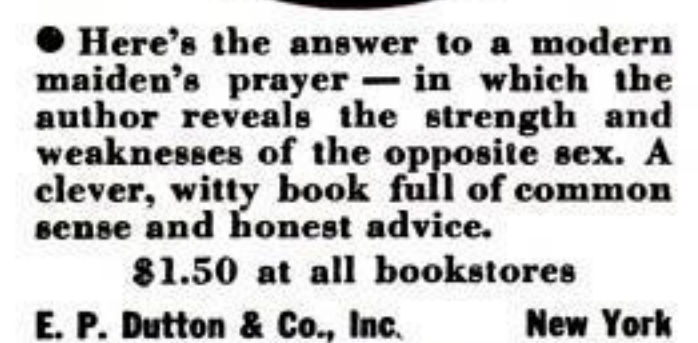 ● Here's the answer to a modern
maiden's prayer — in which the
author reveals the strength and
weaknesses of the opposite sex. A
clever, witty book full of common
sense and honest advice.
$1.50 at all bookstores
E. P. Dutton & Co., Inc. New York